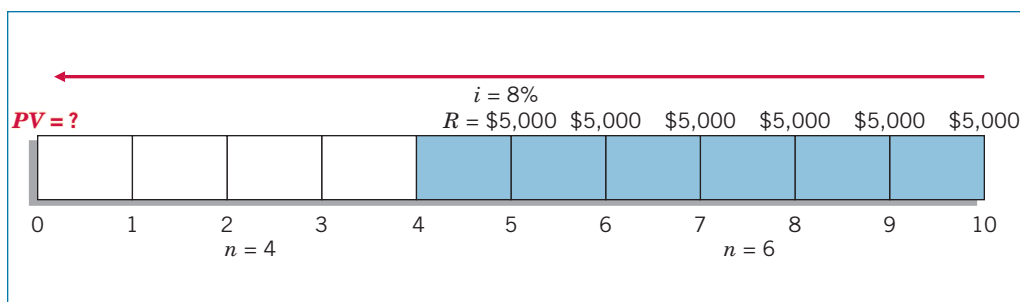 i = 8%
PV = ? R = $5,000 $5,000 $5,000 $5,000 $5,000 $5,000
0 1 2 3 4 5 6 7 8 9 10
n = 4 n = 6